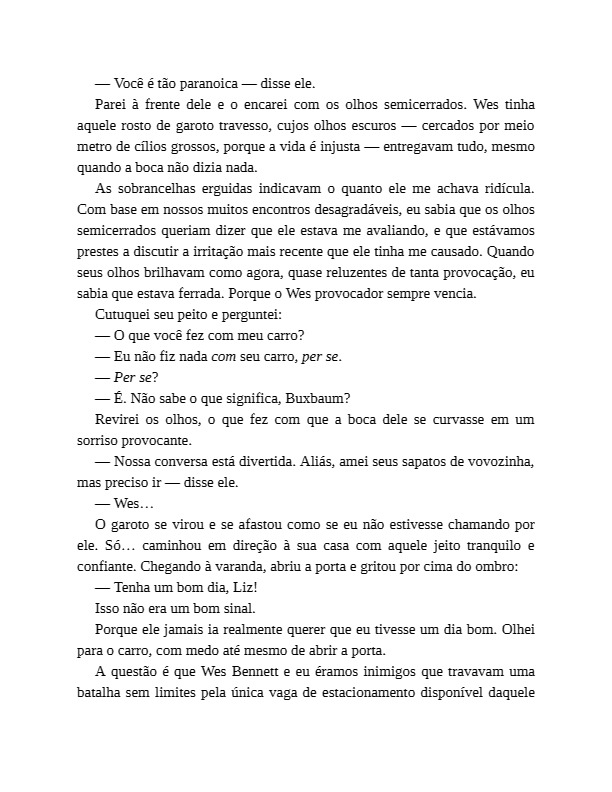 — Você é tão paranoica — disse ele.
Parei à frente dele e o encarei com os olhos semicerrados. Wes tinha
aquele rosto de garoto travesso, cujos olhos escuros — cercados por meio
metro de cílios grossos, porque a vida é injusta — entregavam tudo, mesmo
quando a boca não dizia nada.
As sobrancelhas erguidas indicavam o quanto ele me achava ridícula.
Com base em nossos muitos encontros desagradáveis, eu sabia que os olhos
semicerrados queriam dizer que ele estava me avaliando, e que estávamos
prestes a discutir a irritação mais recente que ele tinha me causado. Quando
seus olhos brilhavam como agora, quase reluzentes de tanta provocação, eu
sabia que estava ferrada. Porque o Wes provocador sempre vencia.
Cutuquei seu peito e perguntei:
— O que você fez com meu carro?
— Eu não fiz nada com seu carro, per se.
— Per se?
— É. Não sabe o que significa, Buxbaum?
Revirei os olhos, o que fez com que a boca dele se curvasse em um
sorriso provocante.
— Nossa conversa está divertida. Aliás, amei seus sapatos de vovozinha,
mas preciso ir — disse ele.
— Wes…
O garoto se virou e se afastou como se eu não estivesse chamando por
ele. Só… caminhou em direção à sua casa com aquele jeito tranquilo e
confiante. Chegando à varanda, abriu a porta e gritou por cima do ombro:
— Tenha um bom dia, Liz!
Isso não era um bom sinal.
Porque ele jamais ia realmente querer que eu tivesse um dia bom. Olhei
para o carro, com medo até mesmo de abrir a porta.
A questão é que Wes Bennett e eu éramos inimigos que travavam uma
batalha sem limites pela única vaga de estacionamento disponível daquele